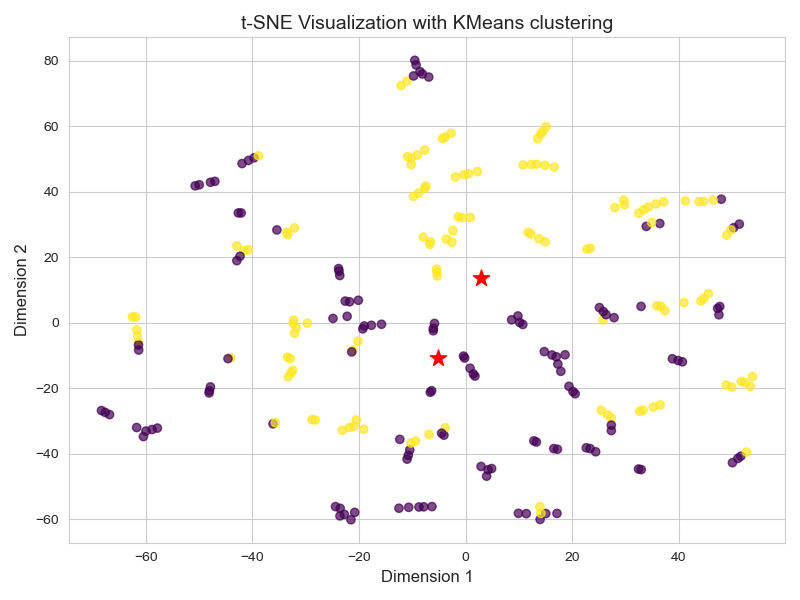 t-SNE Visualization with KMeans clustering
80
60
40
20
0
−20
−40
−60
Dimension 2
−60 −40 −20 0 20 40
Dimension 1